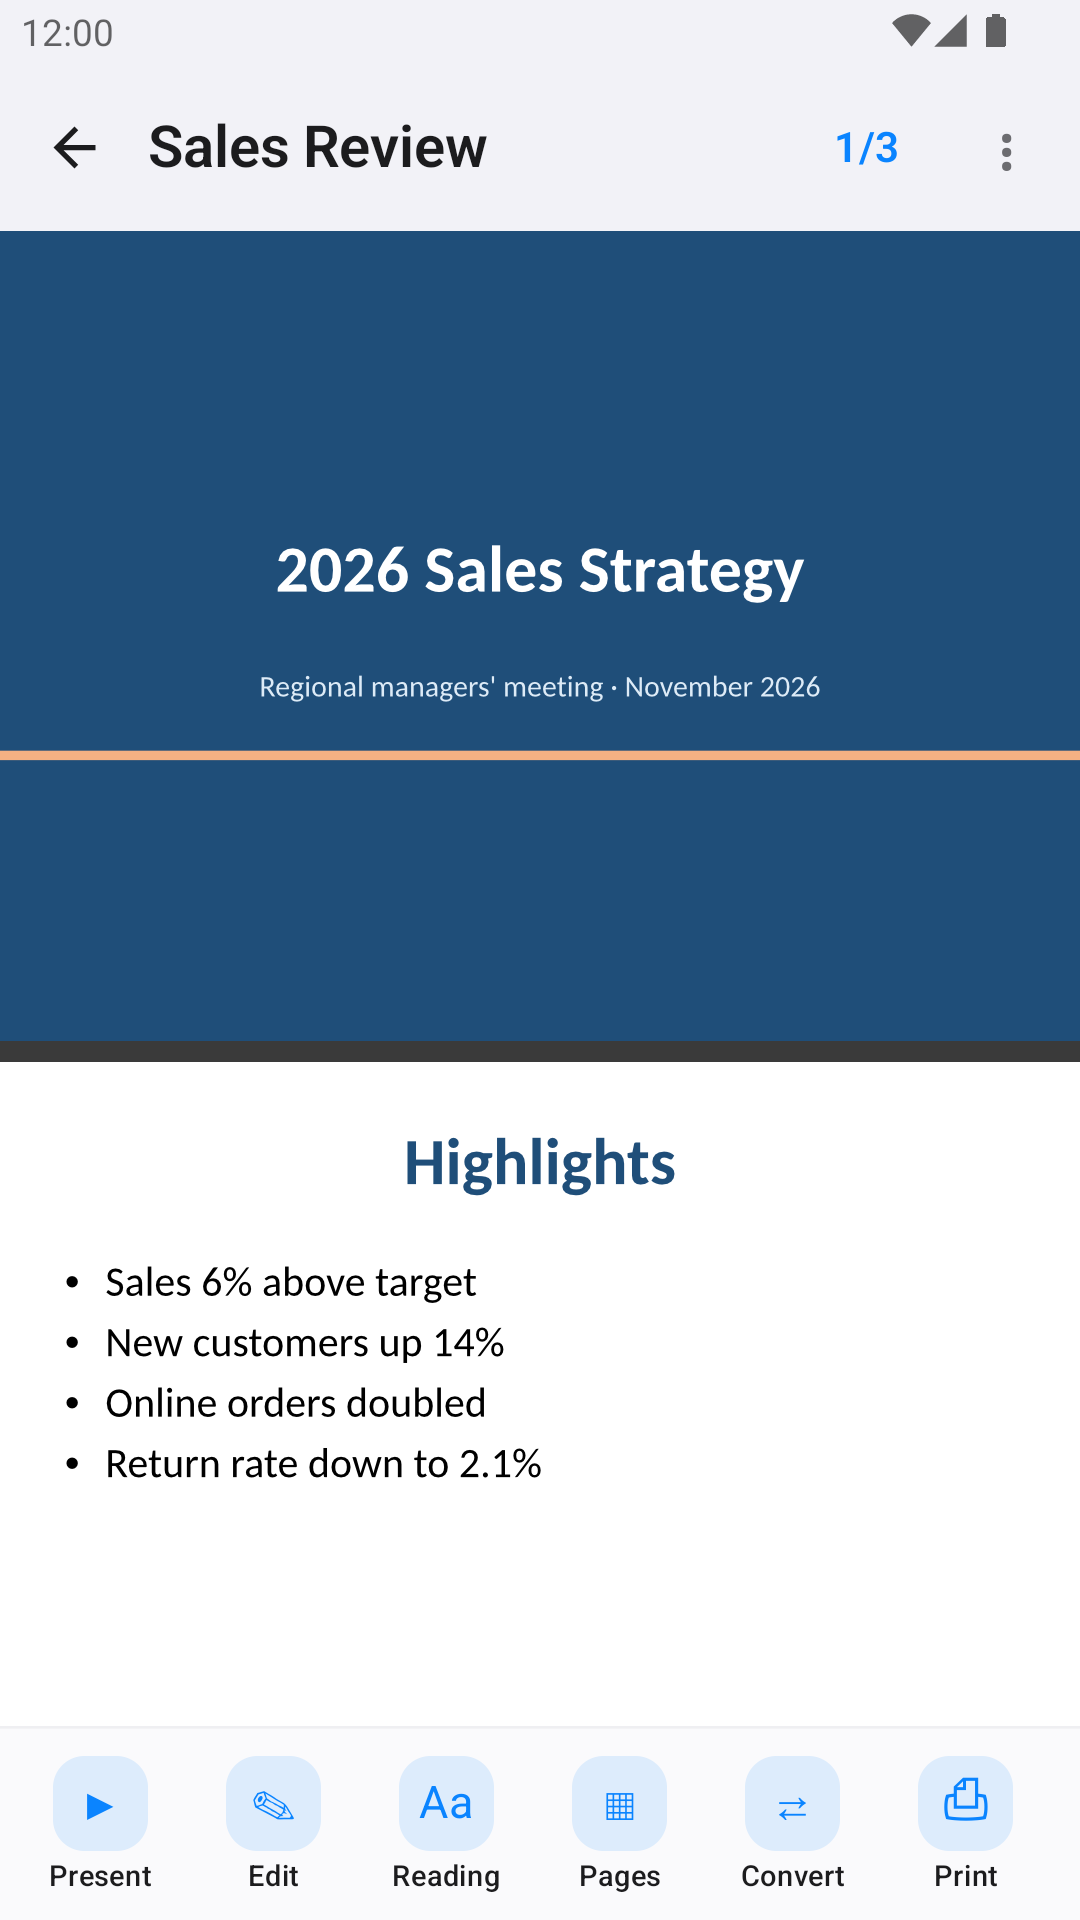 12:00
Sales Review
1/3
2026 Sales Strategy
Regional managers' meeting · November 2026
Highlights
• Sales 6% above target
• New customers up 14%
• Online orders doubled
• Return rate down to 2.1%
Aa
Present Edit Reading Pages Convert Print